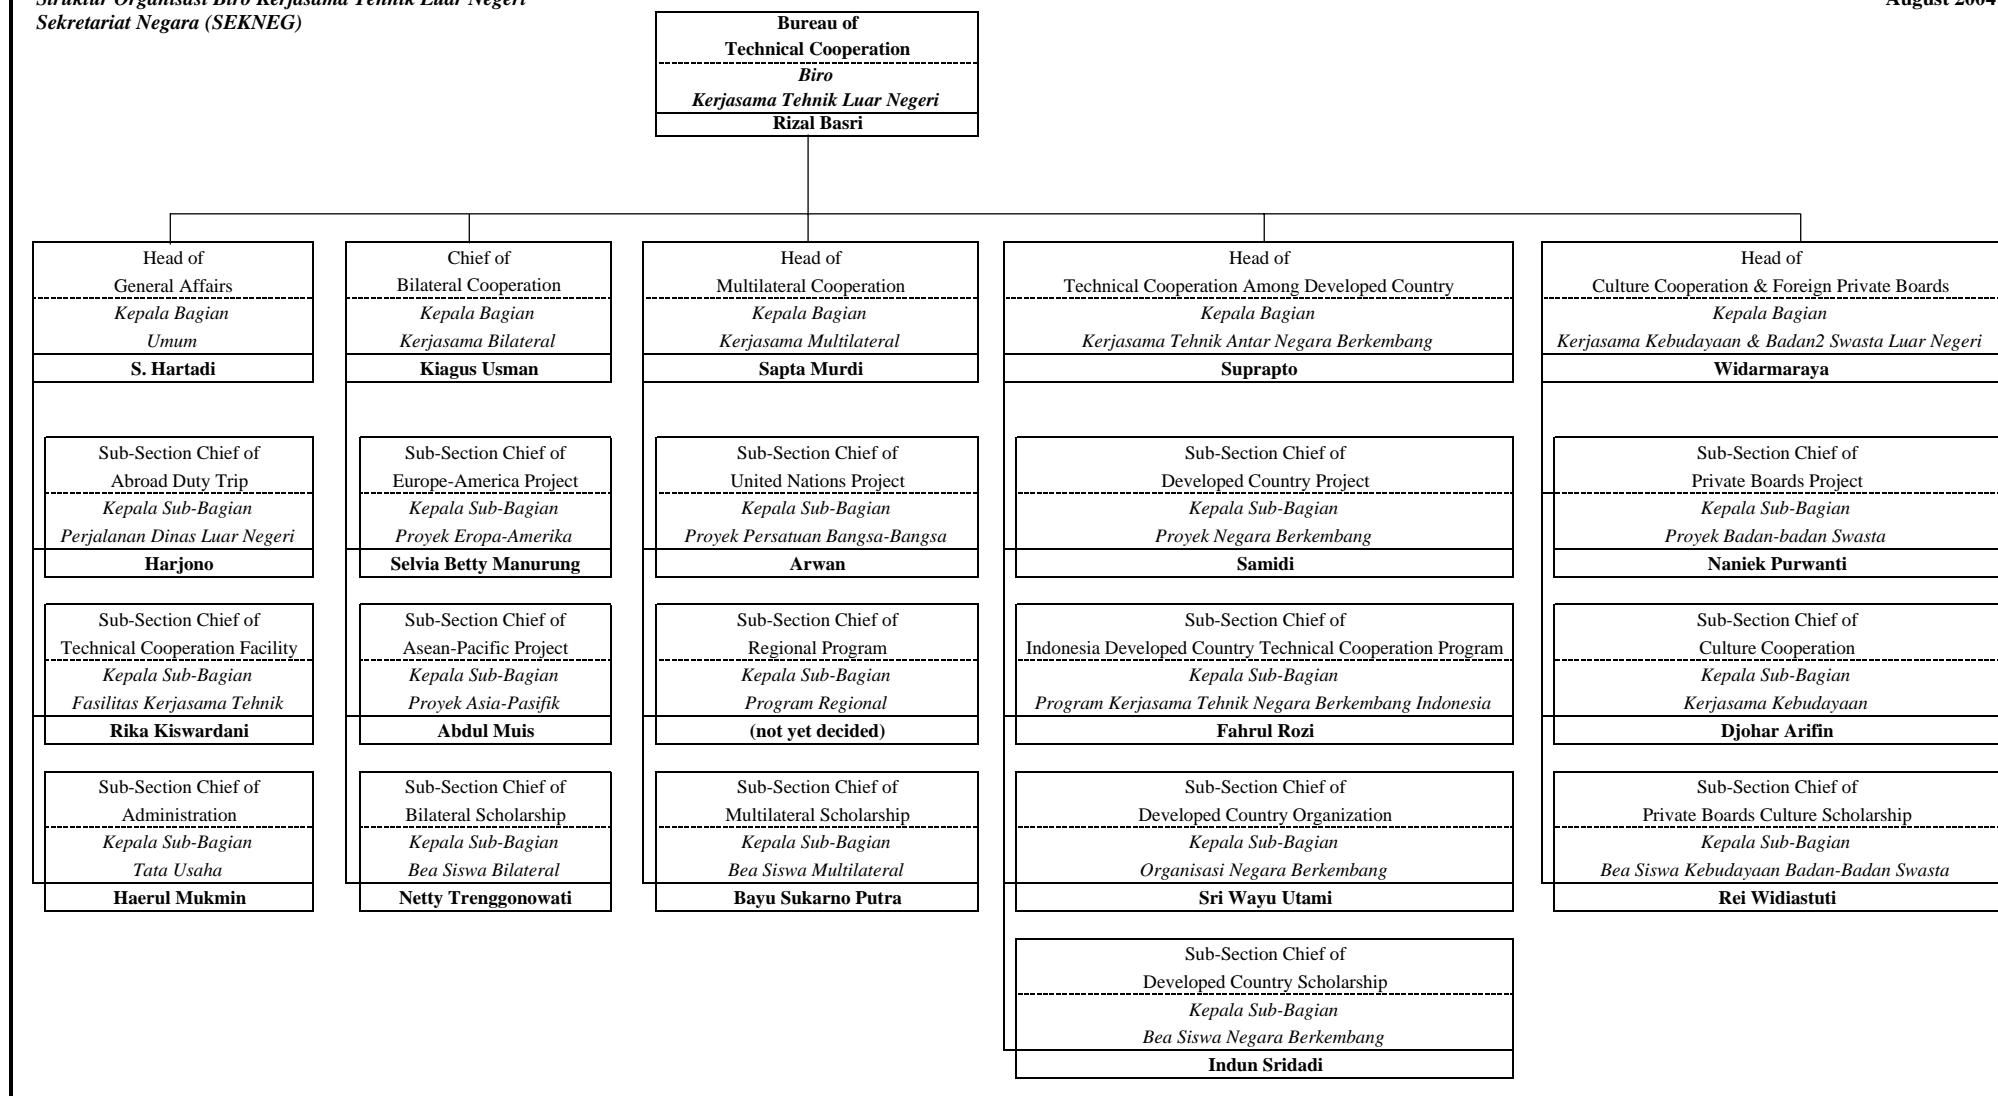 Struktur Organisasi Biro Kerjasama Tehnik Luar Negeri
August 2004
Sekretariat Negara (SEKNEG)
Bureau of
Technical Cooperation
Biro
Kerjasama Tehnik Luar Negeri
Rizal Basri
Head of
General Affairs
Kepala Bagian
Umum
S. Hartadi
Chief of
Bilateral Cooperation
Kepala Bagian
Kerjasama Bilateral
Kiagus Usman
Head of
Multilateral Cooperation
Kepala Bagian
Kerjasama Multilateral
Sapta Murdi
Head of
Technical Cooperation Among Developed Country
Kepala Bagian
Kerjasama Tehnik Antar Negara Berkembang
Suprapto
Head of
Culture Cooperation & Foreign Private Boards
Kepala Bagian
Kerjasama Kebudayaan & Badan2 Swasta Luar Negeri
Widarmaraya
Sub-Section Chief of
Abroad Duty Trip
Kepala Sub-Bagian
Perjalanan Dinas Luar Negeri
Harjono
Sub-Section Chief of
Europe-America Project
Kepala Sub-Bagian
Proyek Eropa-Amerika
Selvia Betty Manurung
Sub-Section Chief of
United Nations Project
Kepala Sub-Bagian
Proyek Persatuan Bangsa-Bangsa
Arwan
Sub-Section Chief of
Developed Country Project
Kepala Sub-Bagian
Proyek Negara Berkembang
Samidi
Sub-Section Chief of
Private Boards Project
Kepala Sub-Bagian
Proyek Badan-badan Swasta
Naniek Purwanti
Sub-Section Chief of
Technical Cooperation Facility
Kepala Sub-Bagian
Fasilitas Kerjasama Tehnik
Rika Kiswardani
Sub-Section Chief of
Asean-Pacific Project
Kepala Sub-Bagian
Proyek Asia-Pasifik
Abdul Muis
Sub-Section Chief of
Regional Program
Kepala Sub-Bagian
Program Regional
(not yet decided)
Sub-Section Chief of
Indonesia Developed Country Technical Cooperation Program
Kepala Sub-Bagian
Program Kerjasama Tehnik Negara Berkembang Indonesia
Fahrul Rozi
Sub-Section Chief of
Culture Cooperation
Kepala Sub-Bagian
Kerjasama Kebudayaan
Djohar Arifin
Sub-Section Chief of
Administration
Kepala Sub-Bagian
Tata Usaha
Haerul Mukmin
Sub-Section Chief of
Bilateral Scholarship
Kepala Sub-Bagian
Bea Siswa Bilateral
Netty Trenggonowati
Sub-Section Chief of
Multilateral Scholarship
Kepala Sub-Bagian
Bea Siswa Multilateral
Bayu Sukarno Putra
Sub-Section Chief of
Developed Country Organization
Kepala Sub-Bagian
Organisasi Negara Berkembang
Sri Wayu Utami
Sub-Section Chief of
Private Boards Culture Scholarship
Kepala Sub-Bagian
Bea Siswa Kebudayaan Badan-Badan Swasta
Rei Widiastuti
Sub-Section Chief of
Developed Country Scholarship
Kepala Sub-Bagian
Bea Siswa Negara Berkembang
Indun Sridadi